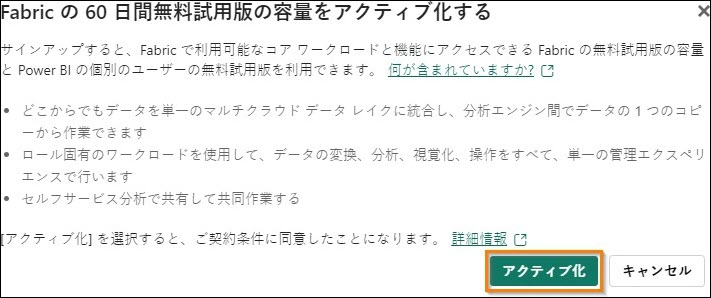 Fabric の 60 日間無料試用版の容量をアクティブ化する
サインアップすると、Fabric で利用可能なコア ワークロードと機能にアクセスできる Fabric の無料試用版の容量
と Power BI の個別のユーザーの無料試用版を利用できます。 何が含まれていますか?
• どこからでもデータを単一のマルチクラウド データ レイクに統合し、分析エンジン間でデータの 1 つのコピ
ーから作業できます
• ロール固有のワークロードを使用して、データの変換、分析、視覚化、操作をすべて、単一の管理エクスペリ
エンスで行います
• セルフサービス分析で共有して共同作業する
[アクティブ化] を選択すると、ご契約条件に同意したことになります。 詳細情報
アクティブ化 キャンセル